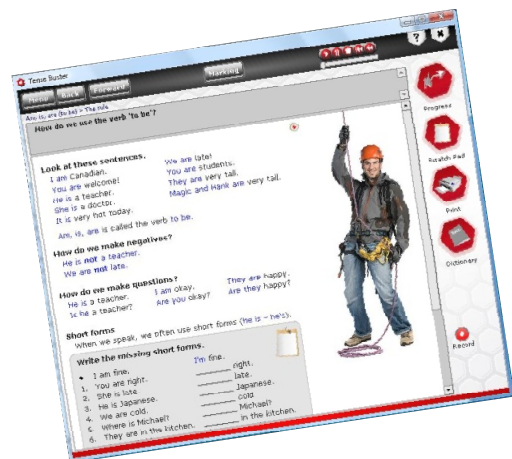 Tense Buster
Menu Back Forward Marking
Am, is, are (to be) - The rule
How do we use the verb 'to be'?
Progress
Scratch Pad
Print
Dictionary
Record
Look at these sentences.
I am Canadian.
You are welcome!
He is a teacher.
She is a doctor.
It is very hot today.
We are late!
You are students.
They are very tall.
Magic and Hank are very tall.
Am, is, are is called the verb to be.
How do we make negatives?
He is not a teacher.
We are not late.
How do we make questions?
He is a teacher. I am okay. They are happy.
Is he a teacher? Are you okay? Are they happy?
Short forms
When we speak, we often use short forms (he is - he's).
Write the missing short forms.
I am fine. I'm fine.
1. You are right. ________ right.
2. She is late ________ late.
3. He is Japanese. ________ Japanese.
4. We are cold. ________ cold
5. Where is Michael? ________ Michael?
6. They are in the kitchen. ________ in the kitchen.